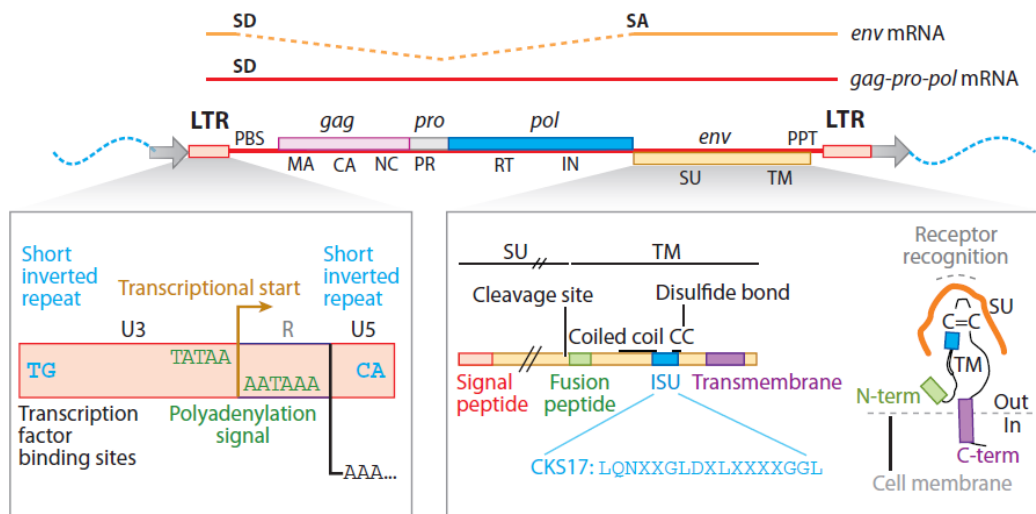 SD
SA
env mRNA
SD
gag-pro-pol mRNA
LTR
PBS
gag
pro
pol
env
PPT
LTR
MA
CA
NC
PR
RT
IN
SU
TM
Short
inverted
repeat
Transcriptional start
Short
inverted
repeat
U3
R
U5
TG
TATAA
AATAAA
CA
Transcription
factor
binding sites
Polyadenylation
signal
AAA...
SU
TM
Cleavage site
Disulfide bond
Coiled coil CC
Signal
peptide
Fusion
peptide
ISU
Transmembrane
CKS17: LQNXXGLDXLXXXXGGL
Receptor
recognition
SU
C=C
TM
N-term
Out
In
C-term
Cell membrane